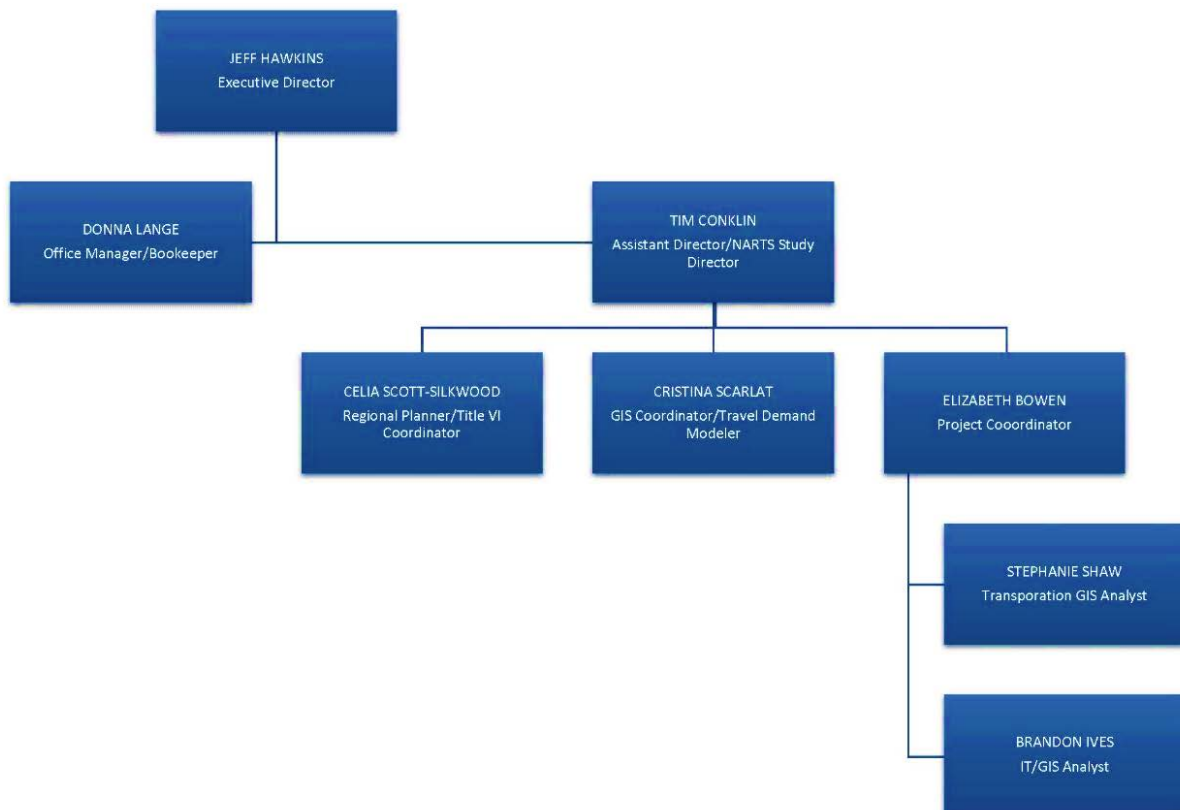 JEFF HAWKINS
Executive Director
DONNA LANGE
Office Manager/Bookeeper
TIM CONKLIN
Assistant Director/NARTS Study
Director
CELIA SCOTT-SILKWOOD
Regional Planner/Title VI
Coordinator
CRISTINA SCARLAT
GIS Coordinator/Travel Demand
Modeler
ELIZABETH BOWEN
Project Cooordinator
STEPHANIE SHAW
Transporation GIS Analyst
BRANDON IVES
IT/GIS Analyst